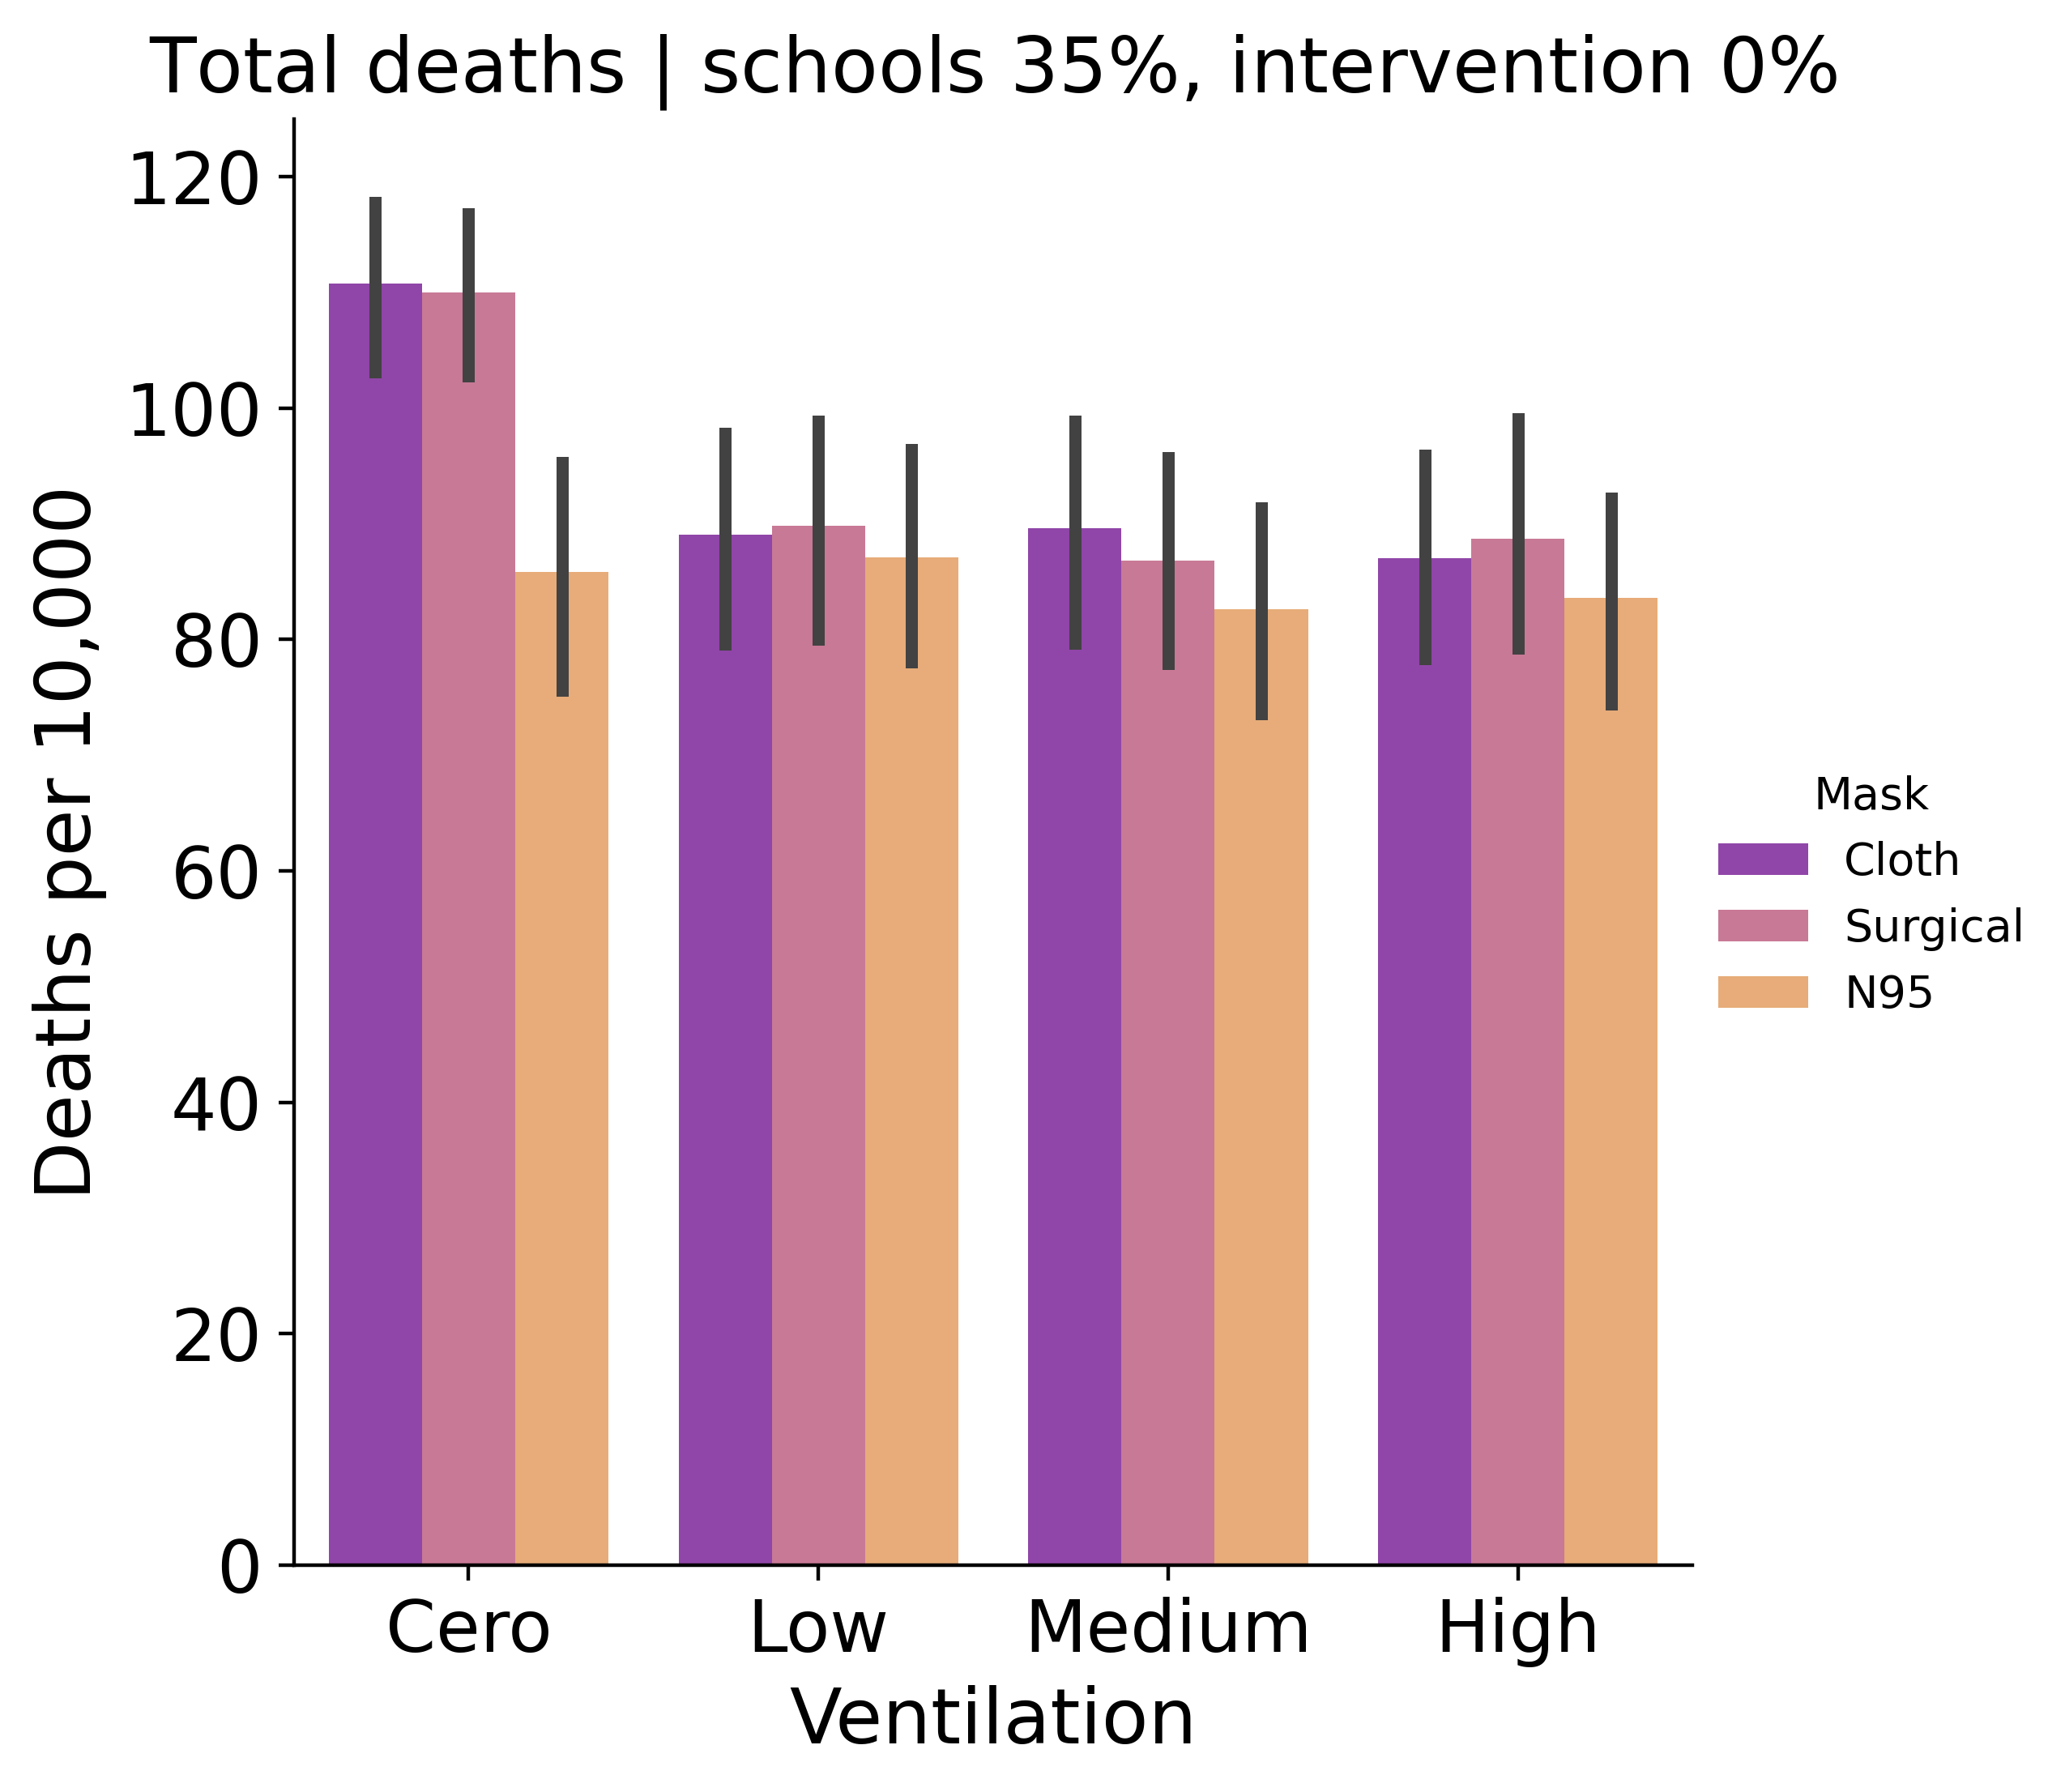 Total deaths | schools 35%, intervention 0%
Deaths per 10,000
120
100
80
60
40
20
0
Cero Low Medium High
Ventilation
Mask
Cloth
Surgical
N95